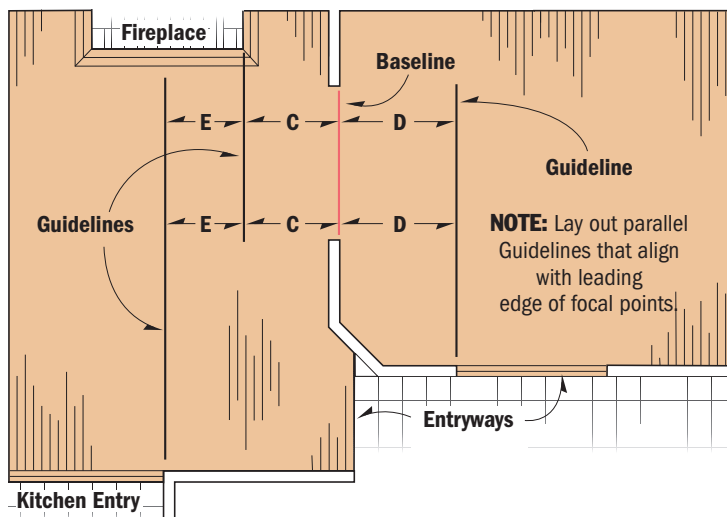 Fireplace
Baseline
E C D
Guideline
Guidelines
E C D
NOTE: Lay out parallel
Guidelines that align
with leading
edge of focal points.
Entryways
Kitchen Entry